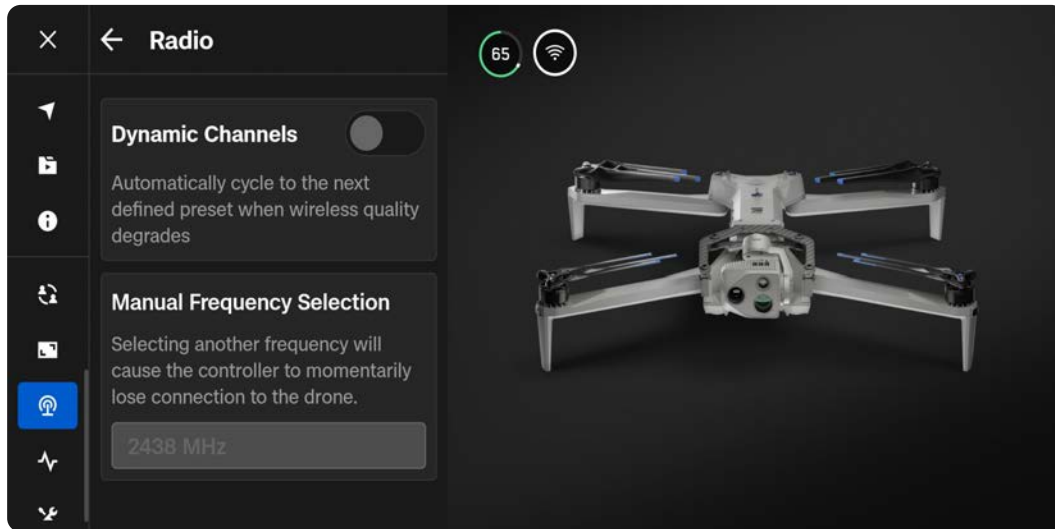 Radio
65
Dynamic Channels
Automatically cycle to the next
defined preset when wireless quality
degrades
Manual Frequency Selection
Selecting another frequency will
cause the controller to momentarily
lose connection to the drone.
2438 MHz